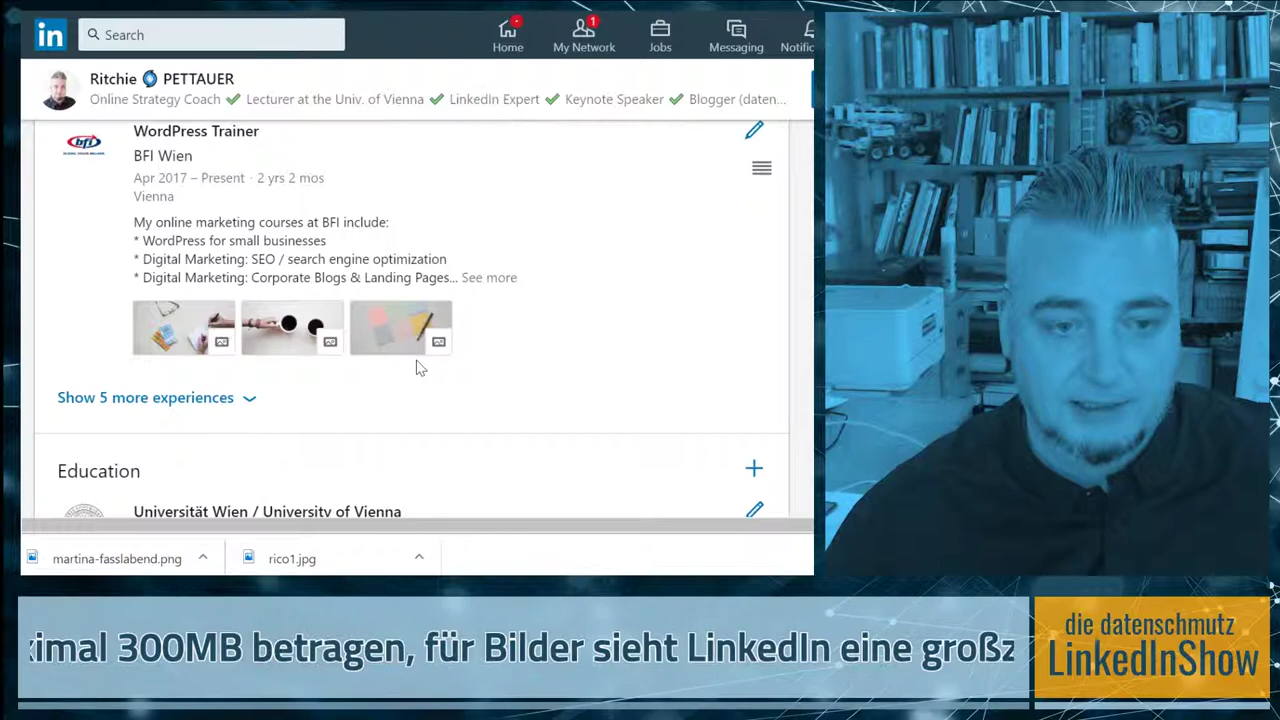 in
Search
1
Home
My Network
Jobs
Messaging
Notific
Ritchie PETTAUER
Online Strategy Coach ✔ Lecturer at the Univ. of Vienna ✔ LinkedIn Expert ✔ Keynote Speaker ✔ Blogger (daten...
bfi
WordPress Trainer
BFI Wien
Apr 2017 – Present · 2 yrs 2 mos
Vienna
My online marketing courses at BFI include:
* WordPress for small businesses
* Digital Marketing: SEO / search engine optimization
* Digital Marketing: Corporate Blogs & Landing Pages... See more
Show 5 more experiences
Education
Universität Wien / University of Vienna
martina-fasslabend.png
rico1.jpg
ximal 300MB betragen, für Bilder sieht LinkedIn eine großz
die datenschmutz
LinkedInShow